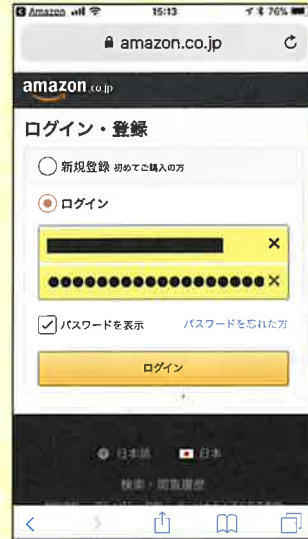 Amazon 15:13 76%
amazon.co.jp
amazon.co.jp
ログイン・登録
新規登録 初めてご購入の方
ログイン
パスワードを表示 パスワードを忘れた方
ログイン
日本語 日本
検索・閲覧履歴